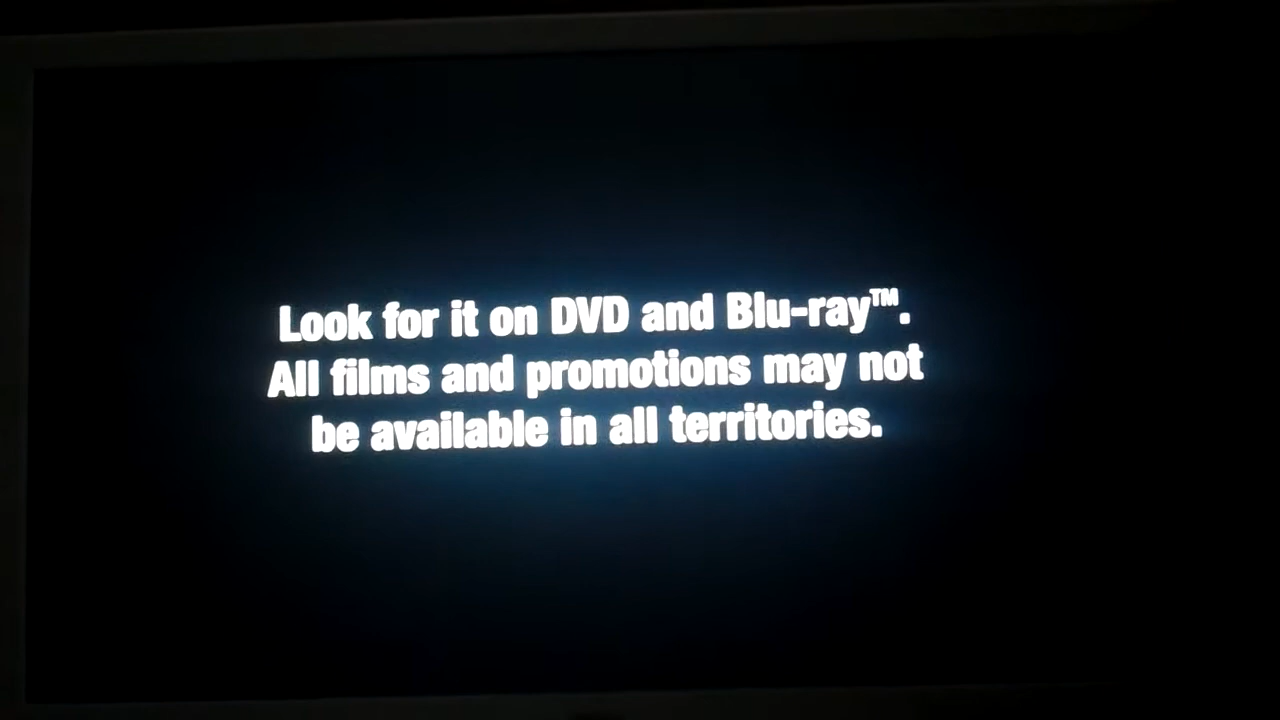 Look for it on DVD and Blu-ray™.
All films and promotions may not
be available in all territories.